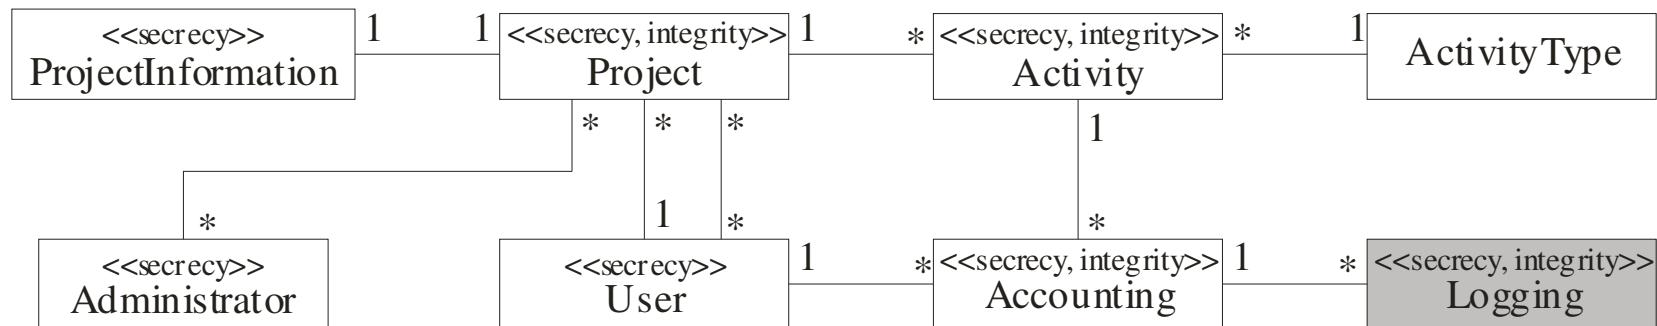 <<secrecy>>
ProjectInformation
1
1
<<secrecy, integrity>>
Project
1
*
<<secrecy, integrity>>
Activity
*
1
ActivityType
*
*
*
1
*
1
*
*
<<secrecy>>
Administrator
<<secrecy>>
User
1
*
<<secrecy, integrity>>
Accounting
1
*
<<secrecy, integrity>>
Logging